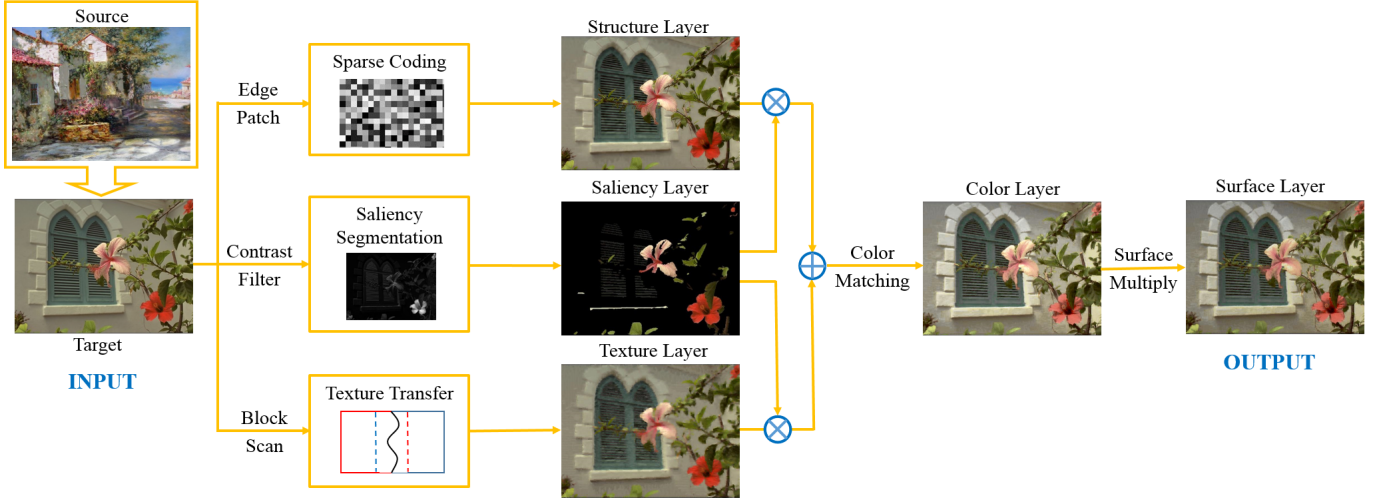 Source
Target
INPUT
Edge
Patch
Contrast
Filter
Block
Scan
Sparse Coding
Saliency
Segmentation
Texture Transfer
Structure Layer
Saliency Layer
Texture Layer
Color
Matching
Color Layer
Surface
Multiply
Surface Layer
OUTPUT